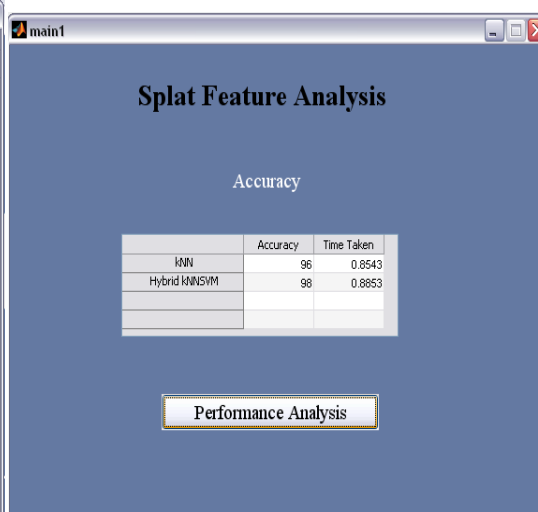 main1
Splat Feature Analysis
Accuracy
Accuracy Time Taken
kNN 96 0.8543
Hybrid kNNSVM 98 0.8853
Performance Analysis